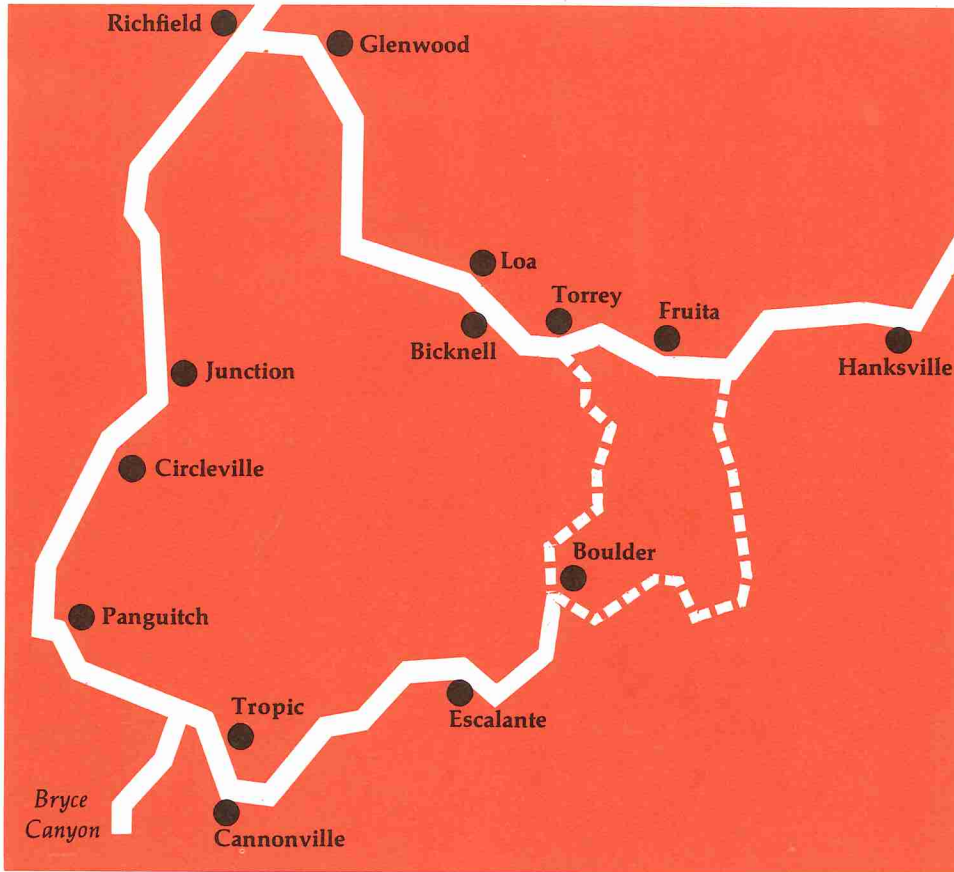 Richfield
Glenwood
Loa
Torrey
Fruita
Bicknell
Hanksville
Junction
Circleville
Boulder
Panguitch
Tropic
Escalante
Bryce
Canyon
Cannonville